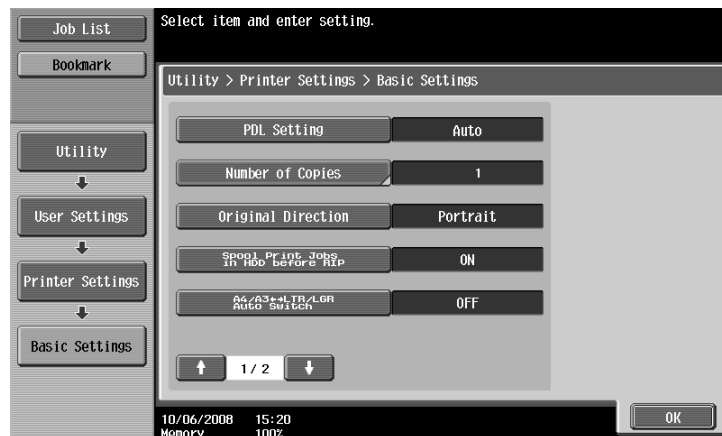 Job List
Bookmark
Utility
User Settings
Printer Settings
Basic Settings
Select item and enter setting.
Utility > Printer Settings > Basic Settings
PDL Setting
Auto
Number of Copies
1
Original Direction
Portrait
Spool Print Jobs
in HDD before RIP
ON
A4/A3↔LTR/LGR
Auto Switch
OFF
1/ 2
10/06/2008 15:20
Memory 100%
OK